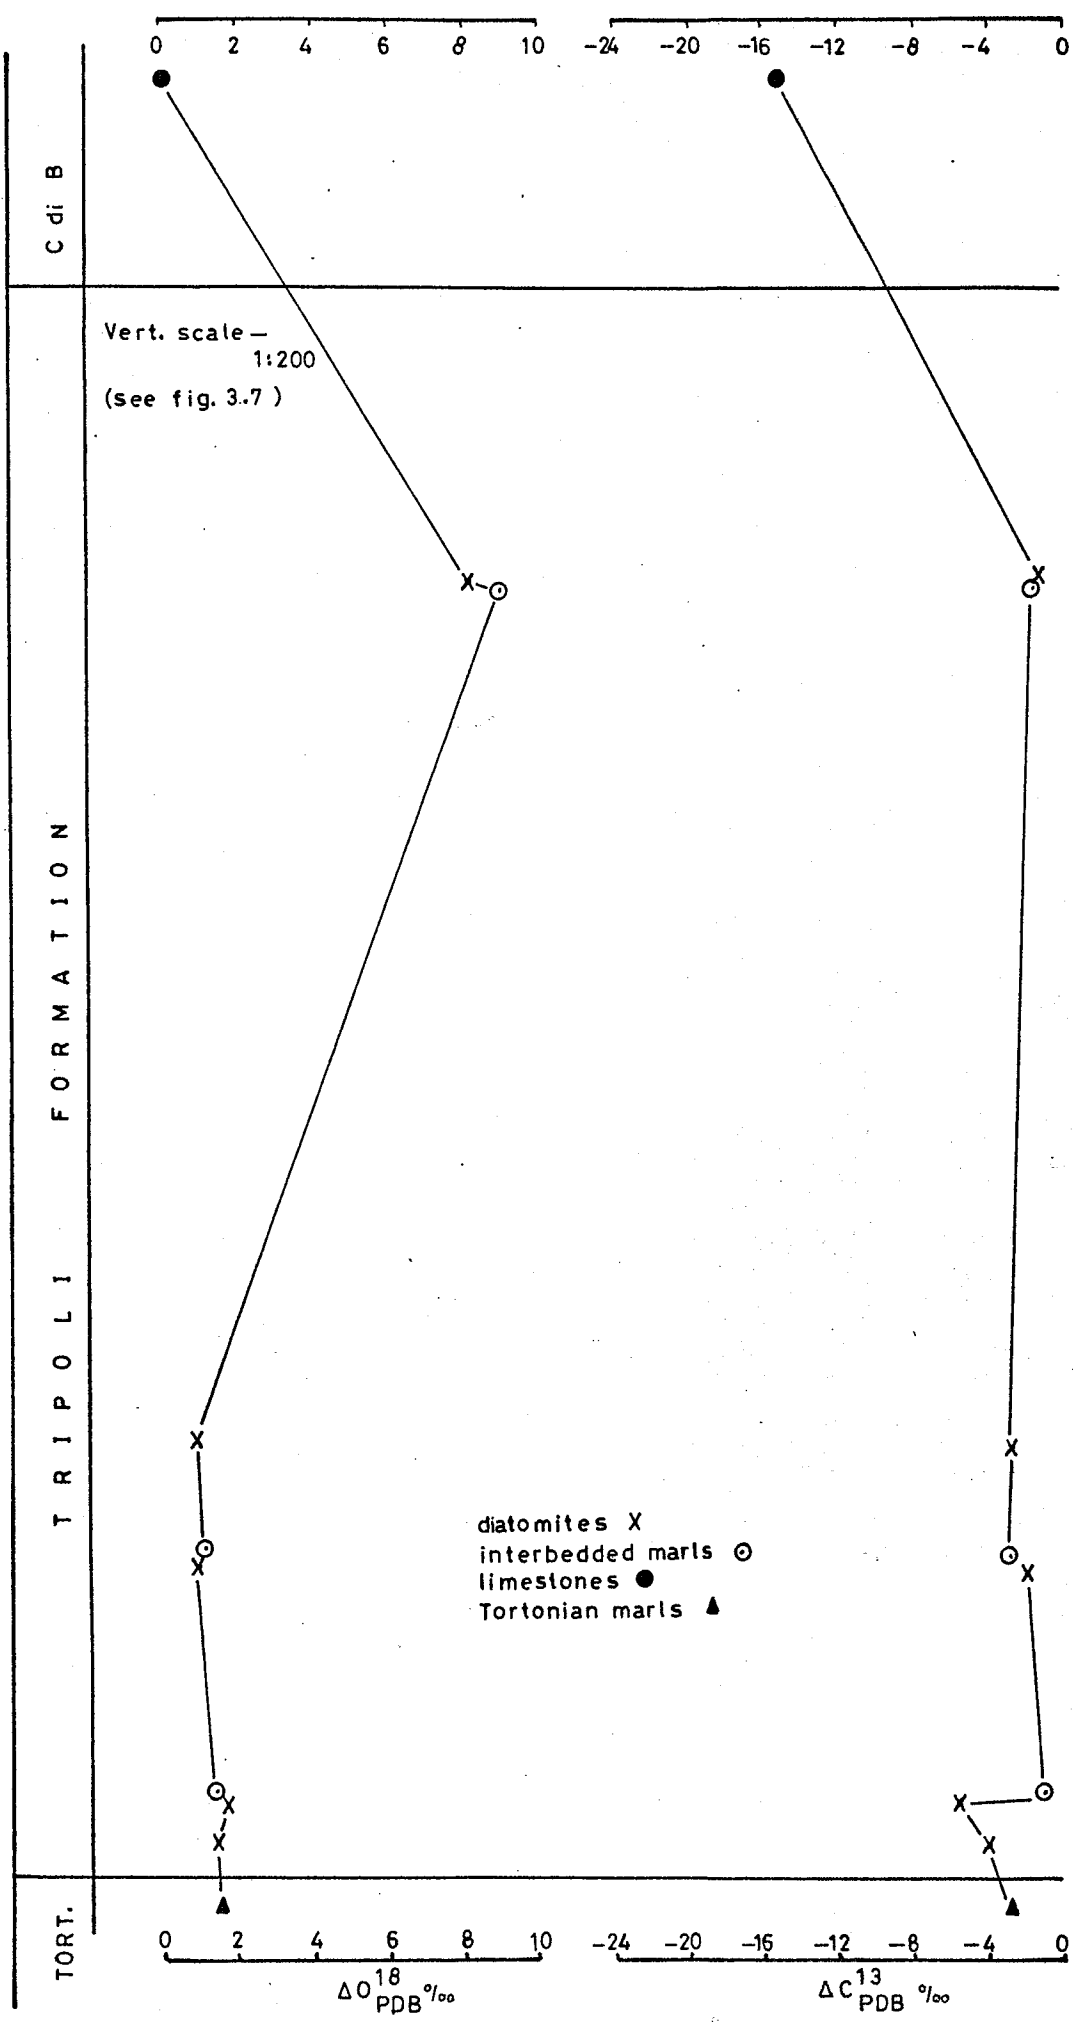 0 2 4 6 8 10 -24 -20 -16 -12 -8 -4 0
C di B
Vert. scale —
1:200
(see fig. 3.7 )
TRIPOLI FORMATION
diatomites X
interbedded marls ⊙
limestones ●
Tortonian marls ▲
TORT.
0 2 4 6 8 10 -24 -20 -16 -12 -8 -4 0
ΔO18PDB ‰ ΔC13PDB ‰